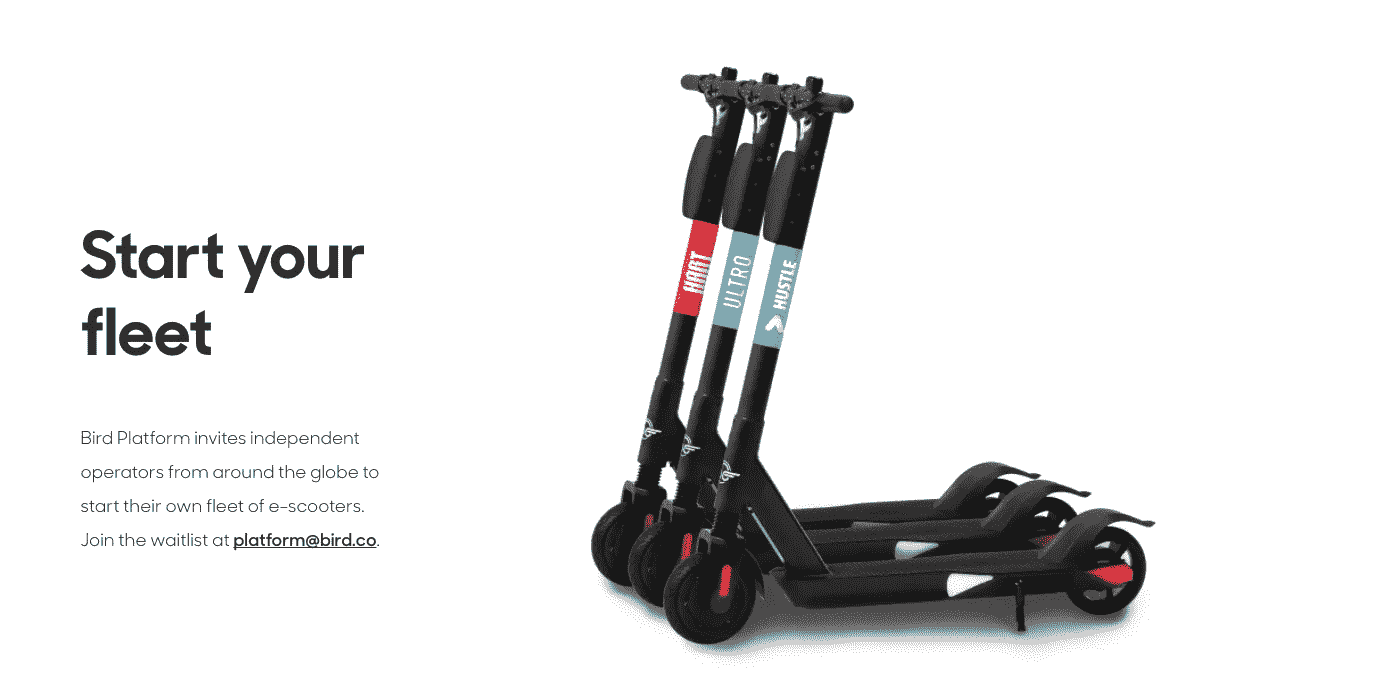 Start your
fleet
Bird Platform invites independent
operators from around the globe to
start their own fleet of e-scooters.
Join the waitlist at platform@bird.co.
ULTRO
HUSTLE